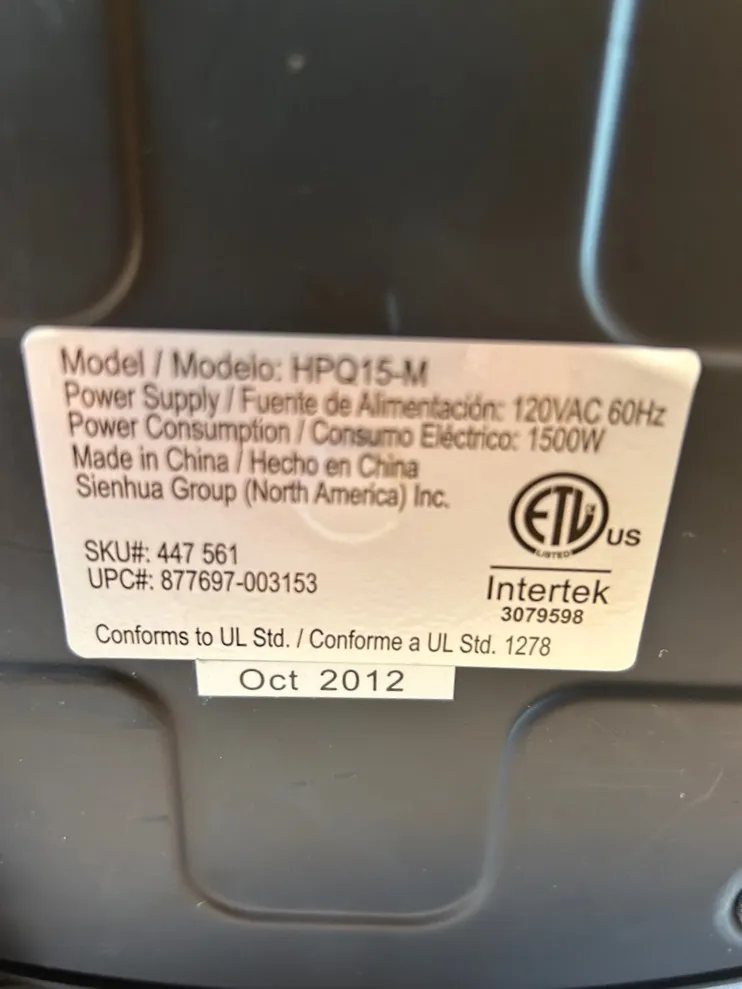 Model / Modelo: HPQ15-M
Power Supply / Fuente de Alimentación: 120VAC 60Hz
Power Consumption / Consumo Eléctrico: 1500W
Made in China / Hecho en China
Sienhua Group (North America) Inc.
ETL
LISTED
US
SKU#: 447 561
UPC#: 877697-003153
Intertek
3079598
Conforms to UL Std. / Conforme a UL Std. 1278
Oct 2012